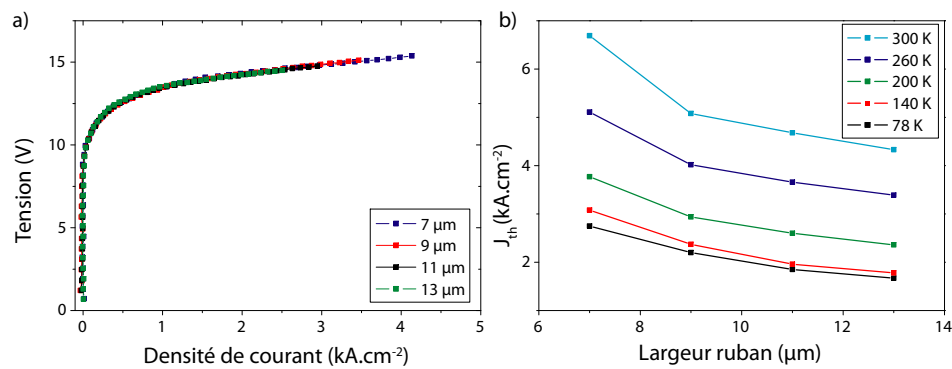 a)
Tension (V)
15
10
5
0
0 1 2 3 4 5
Densité de courant (kA.cm-2)
7 µm
9 µm
11 µm
13 µm
b)
Jth (kA.cm-2)
6
4
2
6 8 10 12 14
Largeur ruban (µm)
300 K
260 K
200 K
140 K
78 K